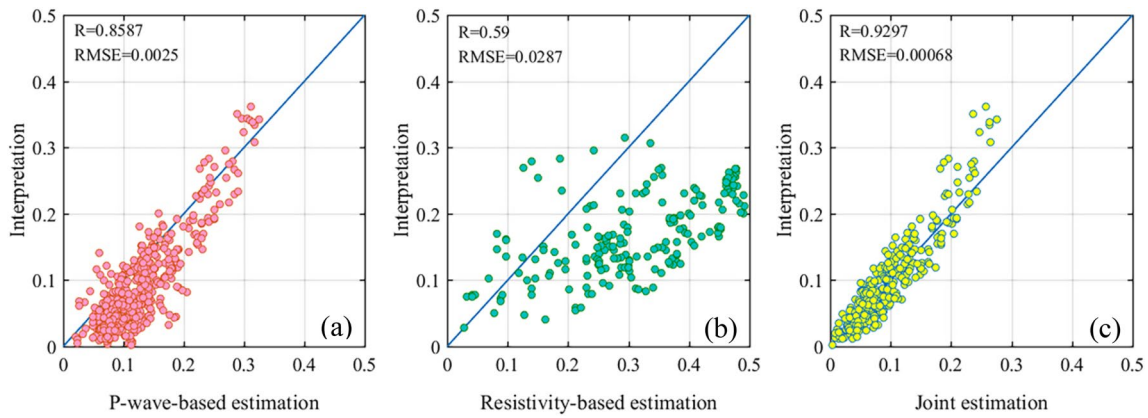 R=0.8587
RMSE=0.0025
0.5
0.4
0.3
0.2
0.1
0
Interpretation
0 0.1 0.2 0.3 0.4 0.5
(a)
P-wave-based estimation
R=0.59
RMSE=0.0287
0.5
0.4
0.3
0.2
0.1
0
Interpretation
0 0.1 0.2 0.3 0.4 0.5
(b)
Resistivity-based estimation
R=0.9297
RMSE=0.00068
0.5
0.4
0.3
0.2
0.1
0
Interpretation
0 0.1 0.2 0.3 0.4 0.5
(c)
Joint estimation